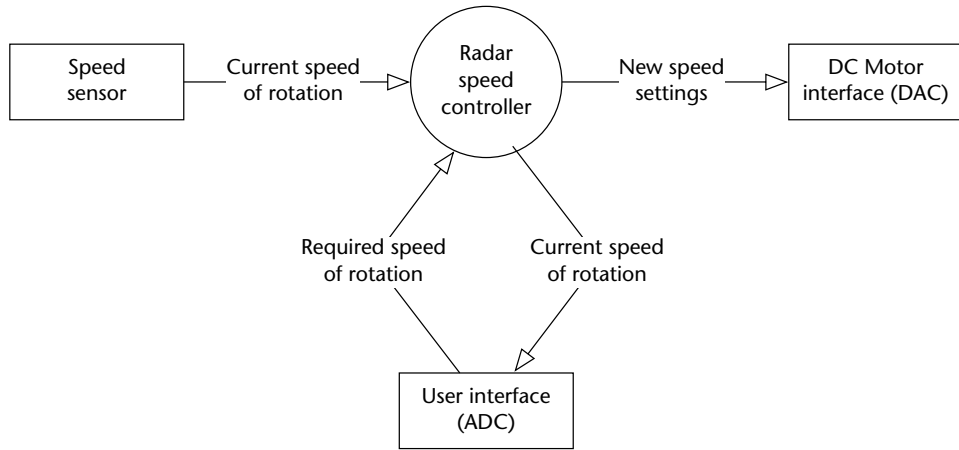 Speed
sensor
Current speed
of rotation
Radar
speed
controller
New speed
settings
DC Motor
interface (DAC)
Required speed
of rotation
Current speed
of rotation
User interface
(ADC)